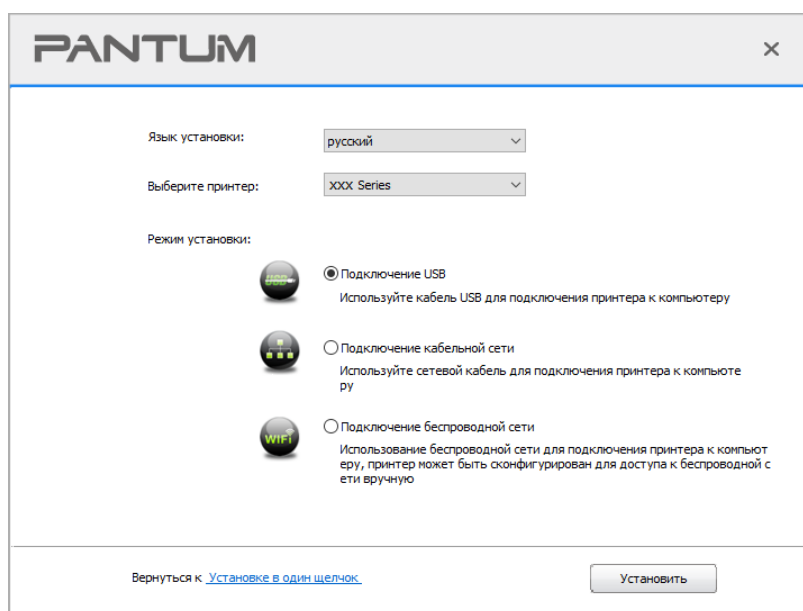 PANTUM
Язык установки:
русский
Выберите принтер:
XXX Series
Режим установки:
USB
Подключение USB
Используйте кабель USB для подключения принтера к компьютеру
Подключение кабельной сети
Используйте сетевой кабель для подключения принтера к компьюте
ру
WiFi
Подключение беспроводной сети
Использование беспроводной сети для подключения принтера к компьют
еру, принтер может быть сконфигурирован для доступа к беспроводной с
ети вручную
Вернуться к Установке в один щелчок
Установить